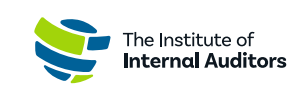 The Institute of
Internal Auditors